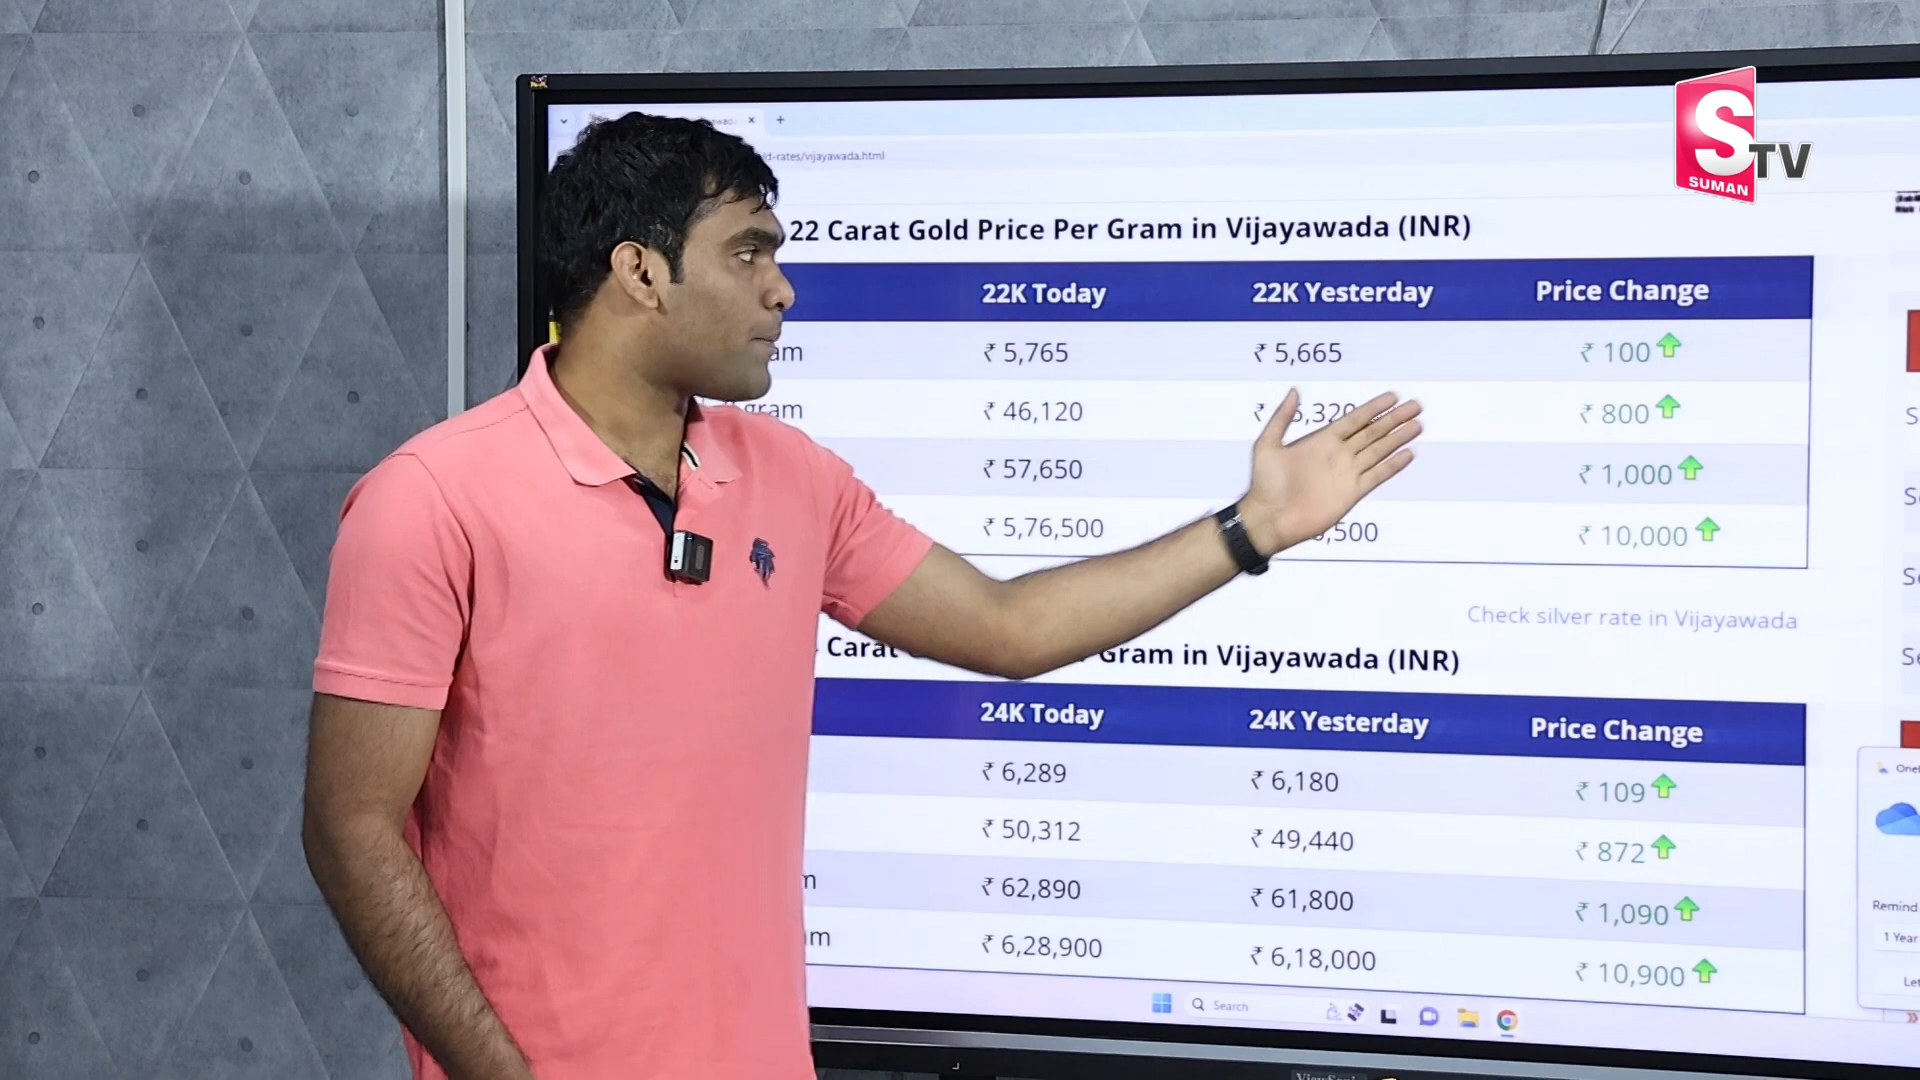 S
TV
SUMAN
d-rates/vijayawada.html
22 Carat Gold Price Per Gram in Vijayawada (INR)
22K Today 22K Yesterday Price Change
₹ 5,765 ₹ 5,665 ₹ 100
gram ₹ 46,120 ₹ 800
₹ 57,650 ₹ 1,000
₹ 5,76,500 ₹ 10,000
Check silver rate in Vijayawada
Carat Gram in Vijayawada (INR)
24K Today 24K Yesterday Price Change
₹ 6,289 ₹ 6,180 ₹ 109
₹ 50,312 ₹ 49,440 ₹ 872
₹ 62,890 ₹ 61,800 ₹ 1,090
₹ 6,28,900 ₹ 6,18,000 ₹ 10,900
Remind
1 Year
Search